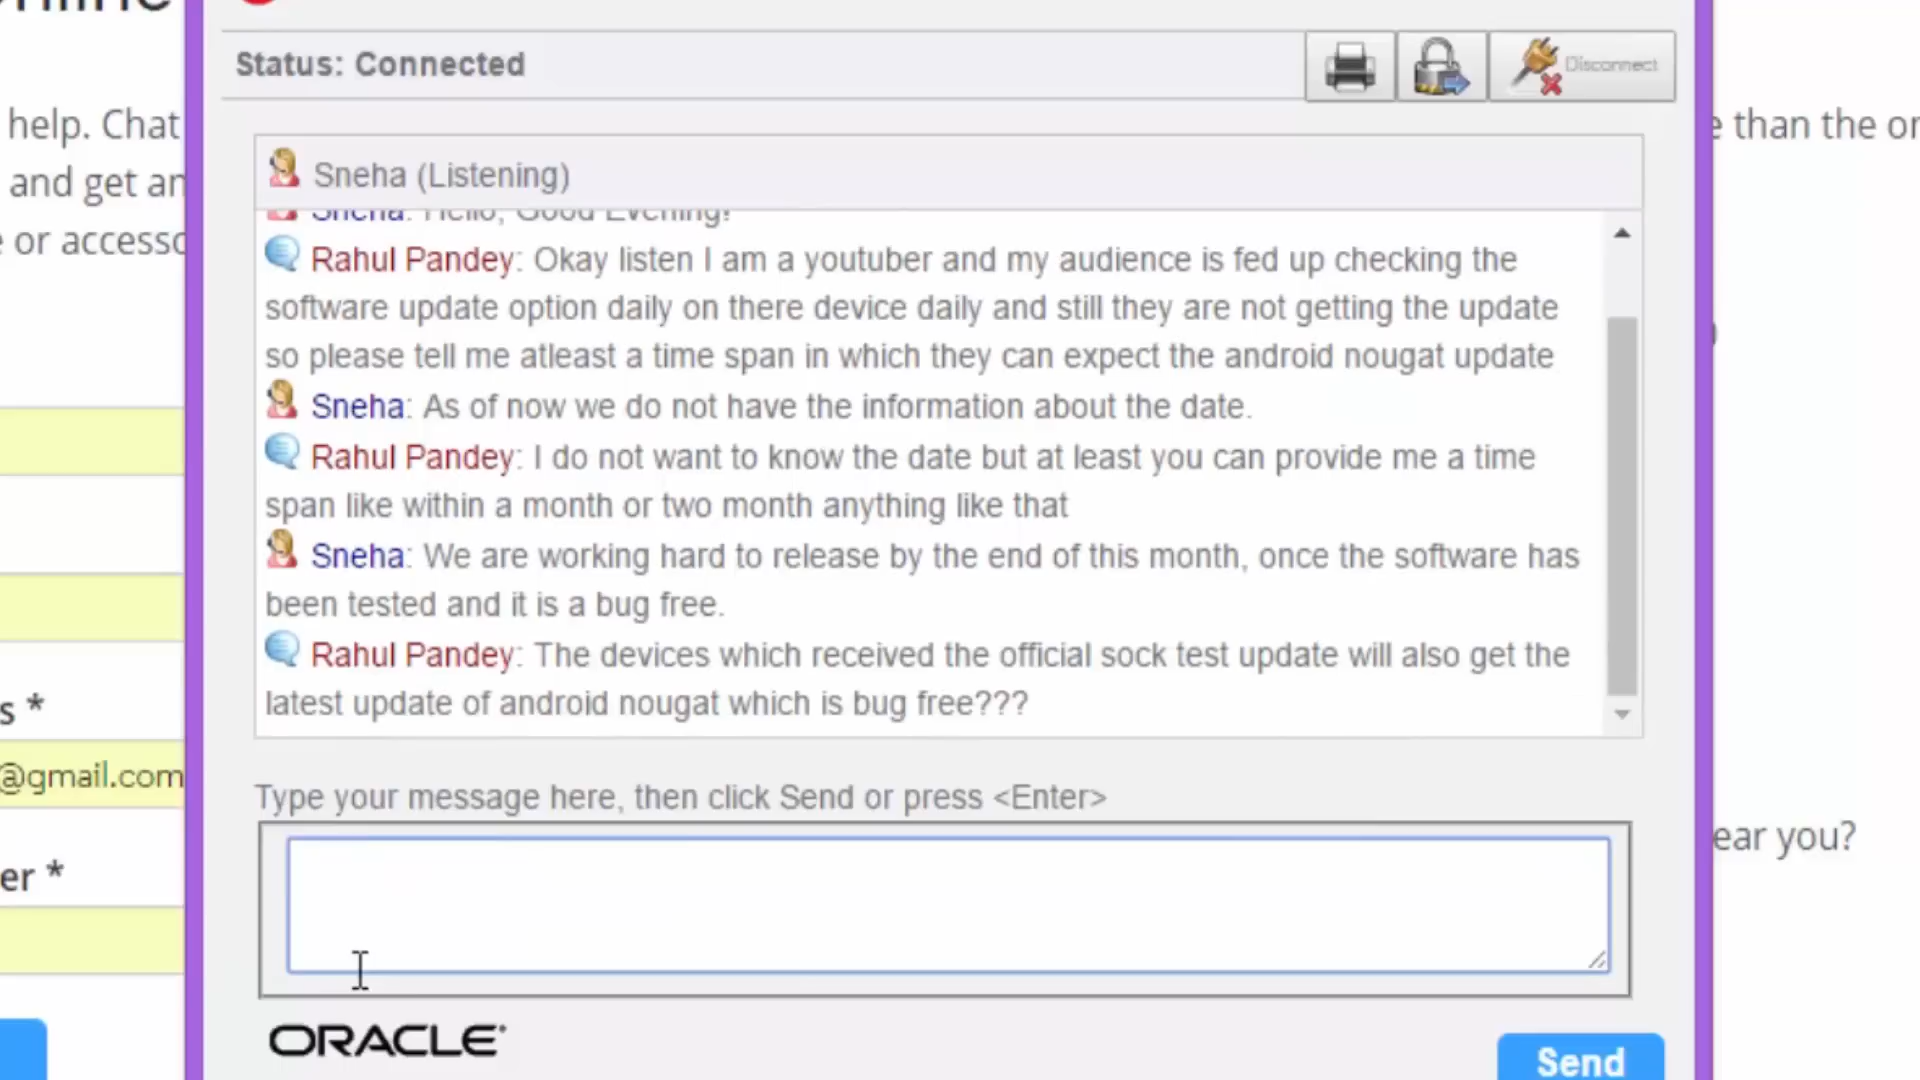 Status: Connected
Disconnect
help. Chat
than the or
and get an
Sneha (Listening)
Sneha: Hello, Good Evening!
or accesso
Rahul Pandey: Okay listen I am a youtuber and my audience is fed up checking the
software update option daily on there device daily and still they are not getting the update
so please tell me atleast a time span in which they can expect the android nougat update
Sneha: As of now we do not have the information about the date.
Rahul Pandey: I do not want to know the date but at least you can provide me a time
span like within a month or two month anything like that
Sneha: We are working hard to release by the end of this month, once the software has
been tested and it is a bug free.
Rahul Pandey: The devices which received the official sock test update will also get the
latest update of android nougat which is bug free???
s *
@gmail.com
Type your message here, then click Send or press <Enter>
ear you?
er *
ORACLE
Send